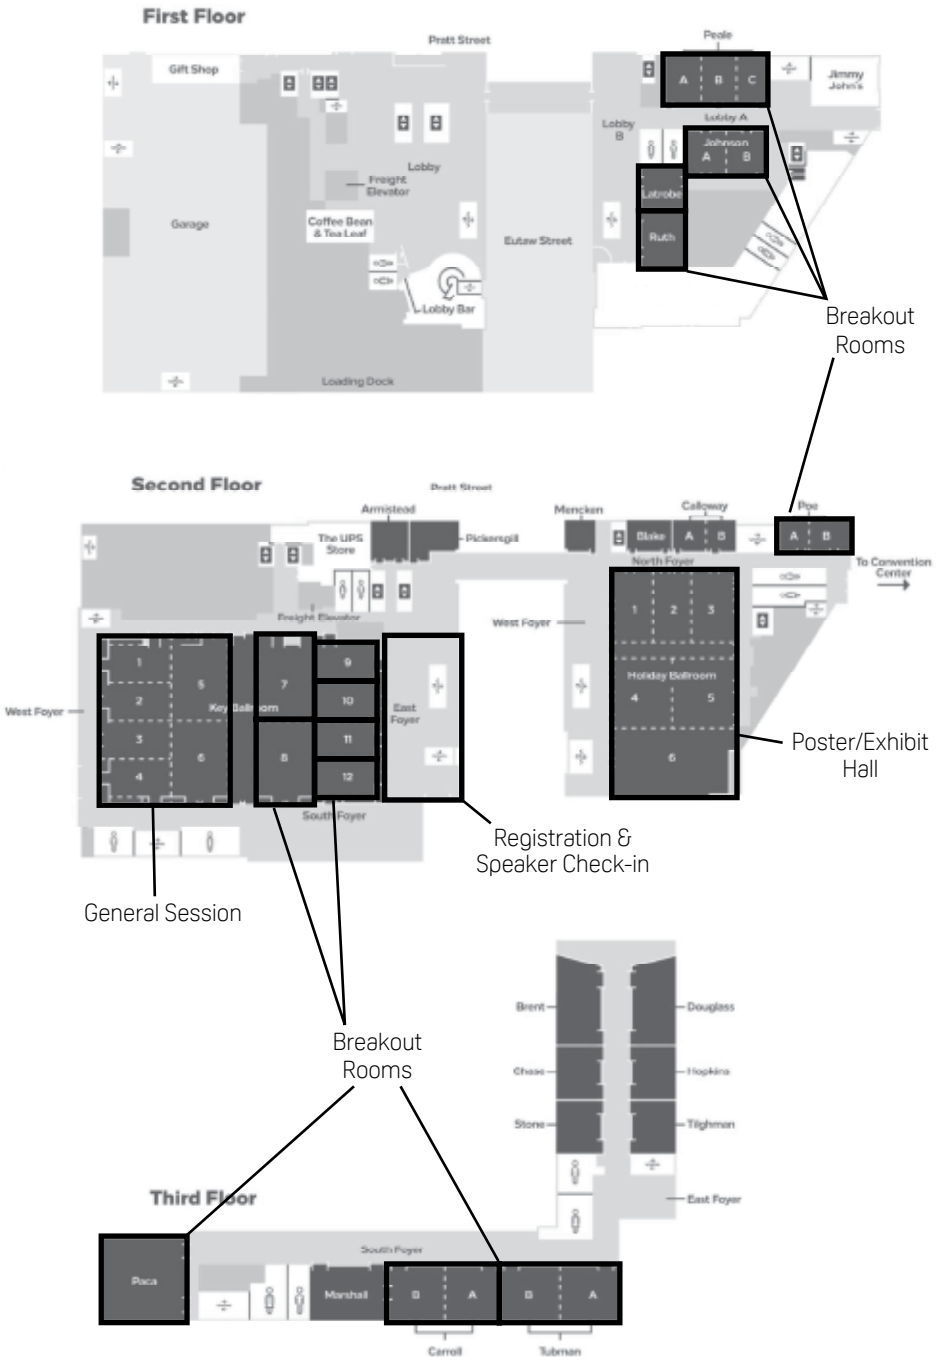 First Floor
Pratt Street
Peale
Gift Shop
A
B
C
Jimmy
John's
Lobby
B
Lobby A
Johnson
A
B
Lobby
Freight
Elevator
Latrobe
Garage
Coffee Bean
& Tea Leaf
Eutaw Street
Ruth
Lobby Bar
Breakout
Rooms
Loading Dock
Second Floor
Pratt Street
Armistead
Mencken
Calloway
Poe
The UPS
Store
Pickersgill
Blake
A
B
A
B
North Foyer
To Convention
Center
Freight Elevator
West Foyer
1
2
3
1
5
7
9
2
10
East
Foyer
Holiday Ballroom
4
5
West Foyer
Key Ballroom
3
11
4
6
8
12
6
Poster/Exhibit
Hall
South Foyer
Registration &
Speaker Check-in
General Session
Brent
Douglass
Breakout
Rooms
Chase
Hopkins
Stone
Tilghman
Third Floor
East Foyer
South Foyer
Paca
Marshall
B
A
B
A
Carroll
Tubman